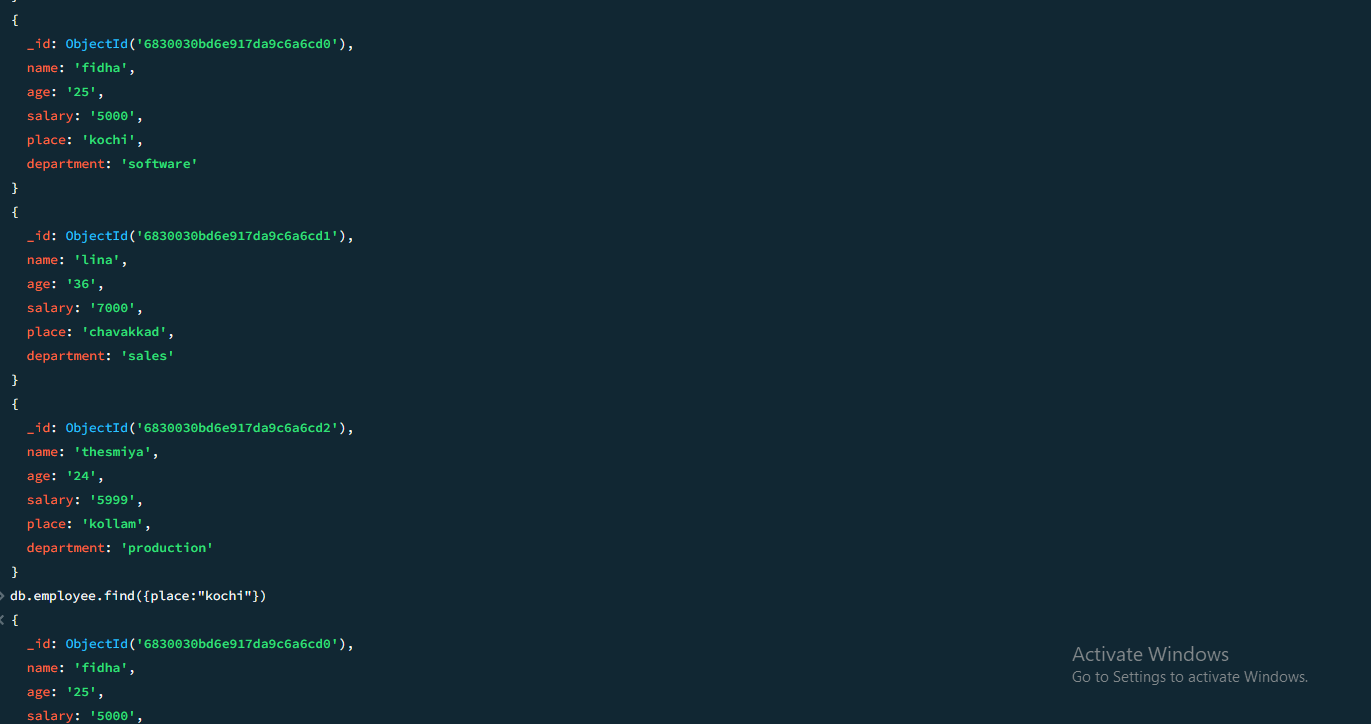 {
_id: ObjectId('6830030bd6e917da9c6a6cd0'),
name: 'fidha',
age: '25',
salary: '5000',
place: 'kochi',
department: 'software'
}
{
_id: ObjectId('6830030bd6e917da9c6a6cd1'),
name: 'lina',
age: '36',
salary: '7000',
place: 'chavakkad',
department: 'sales'
}
{
_id: ObjectId('6830030bd6e917da9c6a6cd2'),
name: 'thesmiya',
age: '24',
salary: '5999',
place: 'kollam',
department: 'production'
}
> db.employee.find({place:"kochi"})
< {
_id: ObjectId('6830030bd6e917da9c6a6cd0'),
name: 'fidha',
age: '25',
salary: '5000',
Activate Windows
Go to Settings to activate Windows.